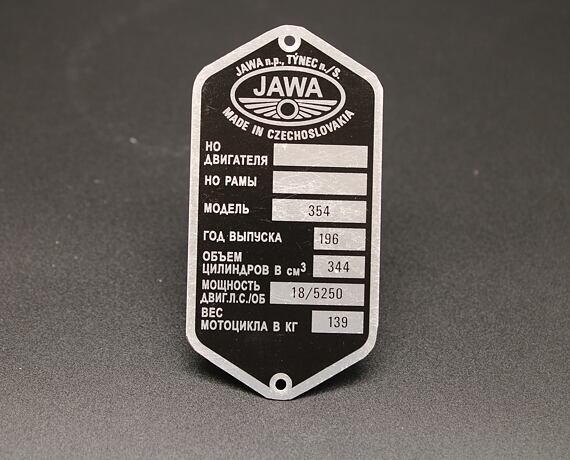 JAWA n.p., TÝNEC n./S.
JAWA
MADE IN CZECHOSLOVAKIA
НО
ДВИГАТЕЛЯ
НО РАМЫ
МОДЕЛЬ 354
ГОД ВЫПУСКА 196
ОБЪЕМ
ЦИЛИНДРОВ В см³ 344
МОЩНОСТЬ
ДВИГ.Л.С./ОБ 18/5250
ВЕС
МОТОЦИКЛА В КГ 139